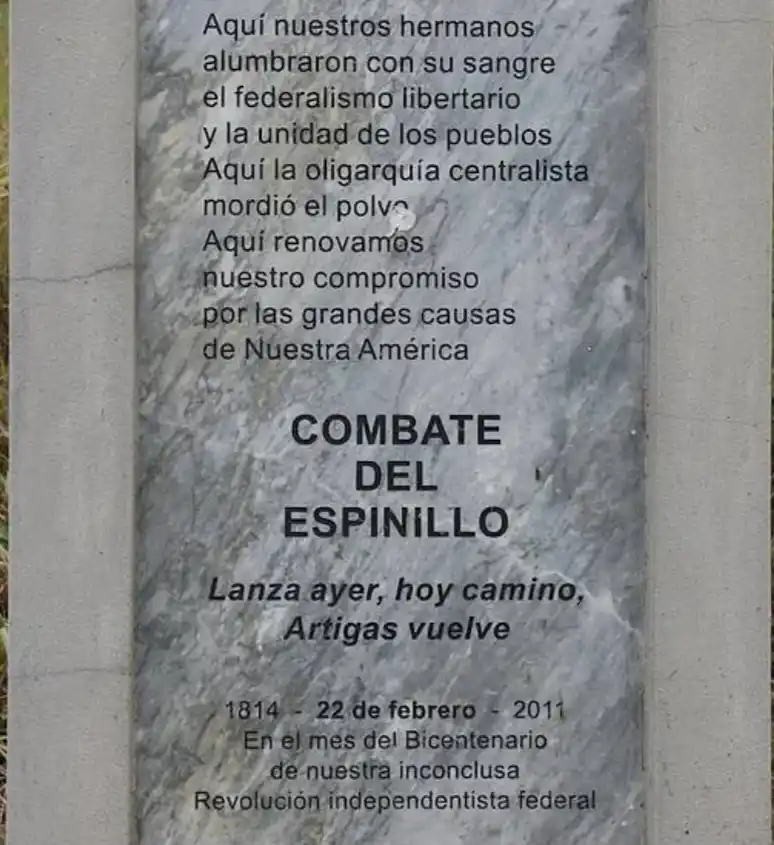 Aquí nuestros hermanos
alumbraron con su sangre
el federalismo libertario
y la unidad de los pueblos
Aquí la oligarquía centralista
mordió el polvo
Aquí renovamos
nuestro compromiso
por las grandes causas
de Nuestra América
COMBATE
DEL
ESPINILLO
Lanza ayer, hoy camino,
Artigas vuelve
1814 - 22 de febrero - 2011
En el mes del Bicentenario
de nuestra inconclusa
Revolución independentista federal